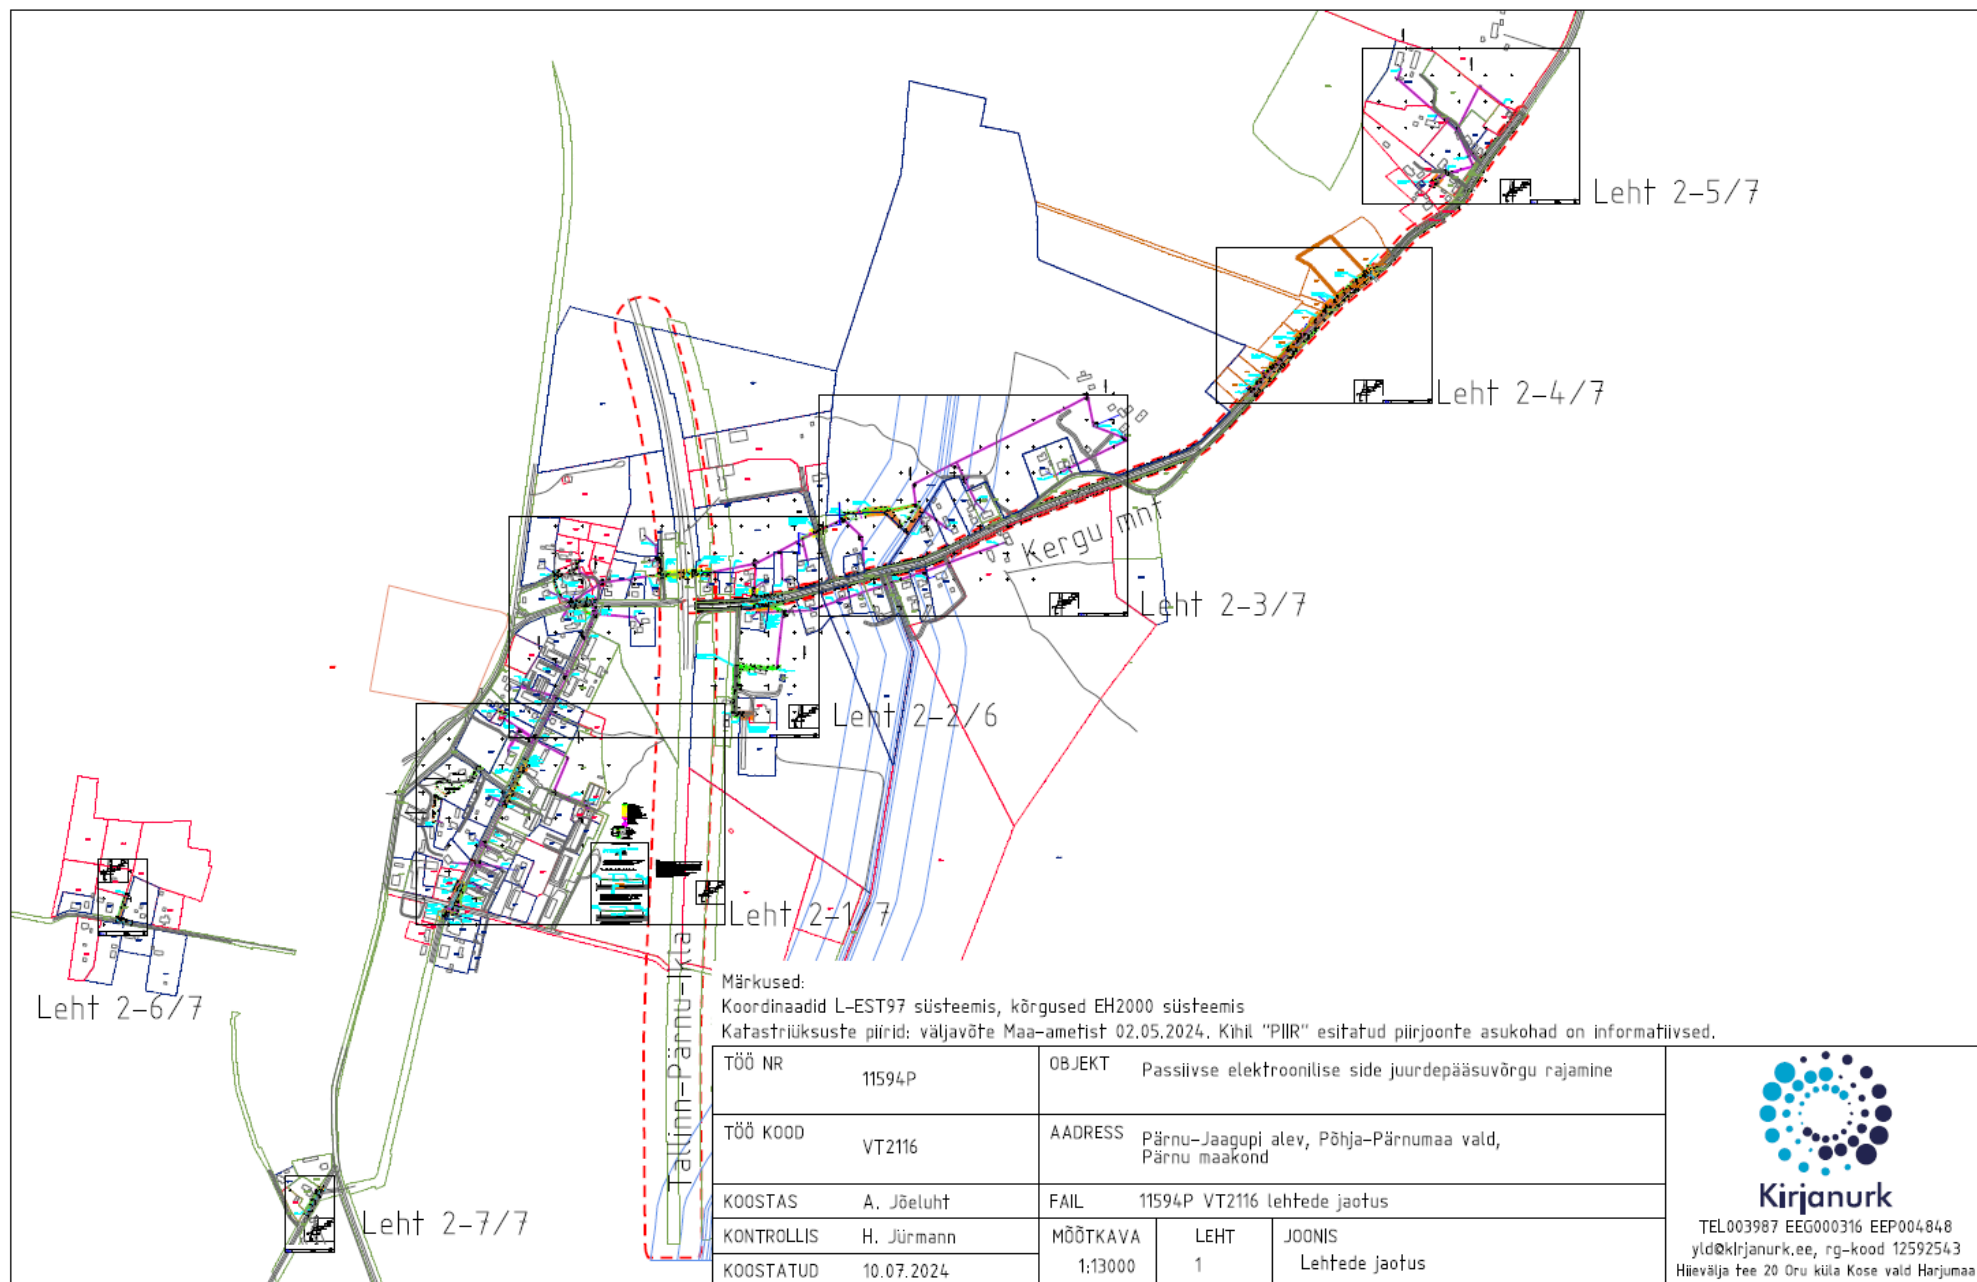 Leht 2-5/7
Leht 2-4/7
Kergu mnt
Leht 2-3/7
Leht 2-2/6
Leht 2-1 7
Tallinn-Pärnu-Ikla
Leht 2-6/7
Leht 2-7/7
Märkused:
Koordinaadid L-EST97 süsteemis, kõrgused EH2000 süsteemis
Katastriüksuste piirid: väljavõte Maa-ametist 02.05.2024. Kihil "PIIR" esitatud piirjoonte asukohad on informatiivsed.
TÖÖ NR 11594P
OBJEKT Passiivse elektroonilise side juurdepääsuvõrgu rajamine
TÖÖ KOOD VT2116
AADRESS Pärnu-Jaagupi alev, Põhja-Pärnumaa vald,
Pärnu maakond
KOOSTAS A. Jõeluht
FAIL 11594P VT2116 lehtede jaotus
KONTROLLIS H. Jürmann
KOOSTATUD 10.07.2024
MÕÕTKAVA 1:13000
LEHT 1
JOONIS Lehtede jaotus
Kirjanurk
TEL003987 EEG000316 EEP004848
yld@kirjanurk.ee, rg-kood 12592543
Hiievälja tee 20 Oru küla Kose vald Harjumaa